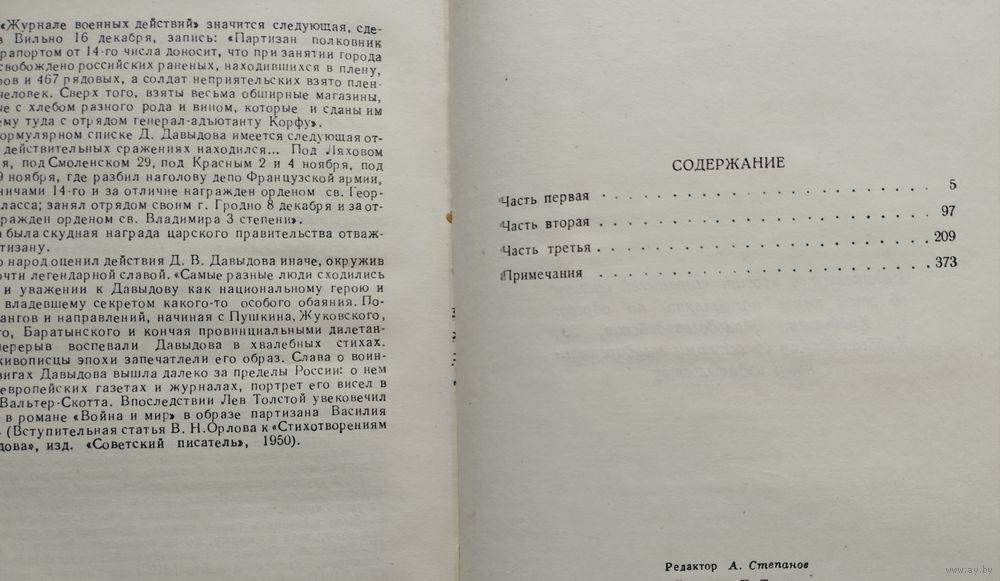 «Журнале военных действий» значится следующая, сде-
Вильно 16 декабря, запись: «Партизан полковник
рапортом от 14-го числа доносит, что при занятии города
свобождено российских раненых, находившихся в плену,
ров и 467 рядовых, а солдат неприятельских взято плен-
человек. Сверх того, взяты весьма обширные магазины,
е с хлебом разного рода и вином, которые и сданы им
ему туда с отрядом генерал-адъютанту Корфу».
ормулярном списке Д. Давыдова имеется следующая от-
действительных сражениях находился... Под Ляховом
я, под Смоленском 29, под Красным 2 и 4 ноября, под
9 ноября, где разбил наголову депо Французской армии,
ничами 14-го и за отличие награжден орденом св. Геор-
ласса; занял отрядом своим г. Гродно 8 декабря и за от-
гражден орденом св. Владимира 3 степени».
была скудная награда царского правительства отваж-
тизану.
о народ оценил действия Д. В. Давыдова иначе, окружив
очти легендарной славой. «Самые разные люди сходились
и уважении к Давыдову как национальному герою и
владевшему секретом какого-то особого обаяния. По-
ангов и направлений, начиная с Пушкина, Жуковского,
го, Баратынского и кончая провинциальными дилетан-
перерыв воспевали Давыдова в хвалебных стихах.
живописцы эпохи запечатлели его образ. Слава о воин-
вигах Давыдова вышла далеко за пределы России: о нем
европейских газетах и журналах, портрет его висел в
Вальтер-Скотта. Впоследствии Лев Толстой увековечил
в романе «Война и мир» в образе партизана Василия
(Вступительная статья В. Н. Орлова к «Стихотворениям
дова», изд. «Советский писатель», 1950).
СОДЕРЖАНИЕ
Часть первая . . . . . . . . . . . . . . . . . . 5
Часть вторая . . . . . . . . . . . . . . . . . . 97
Часть третья . . . . . . . . . . . . . . . . . . 209
Примечания . . . . . . . . . . . . . . . . . . 373
Редактор А. Степанов
www.ay.by